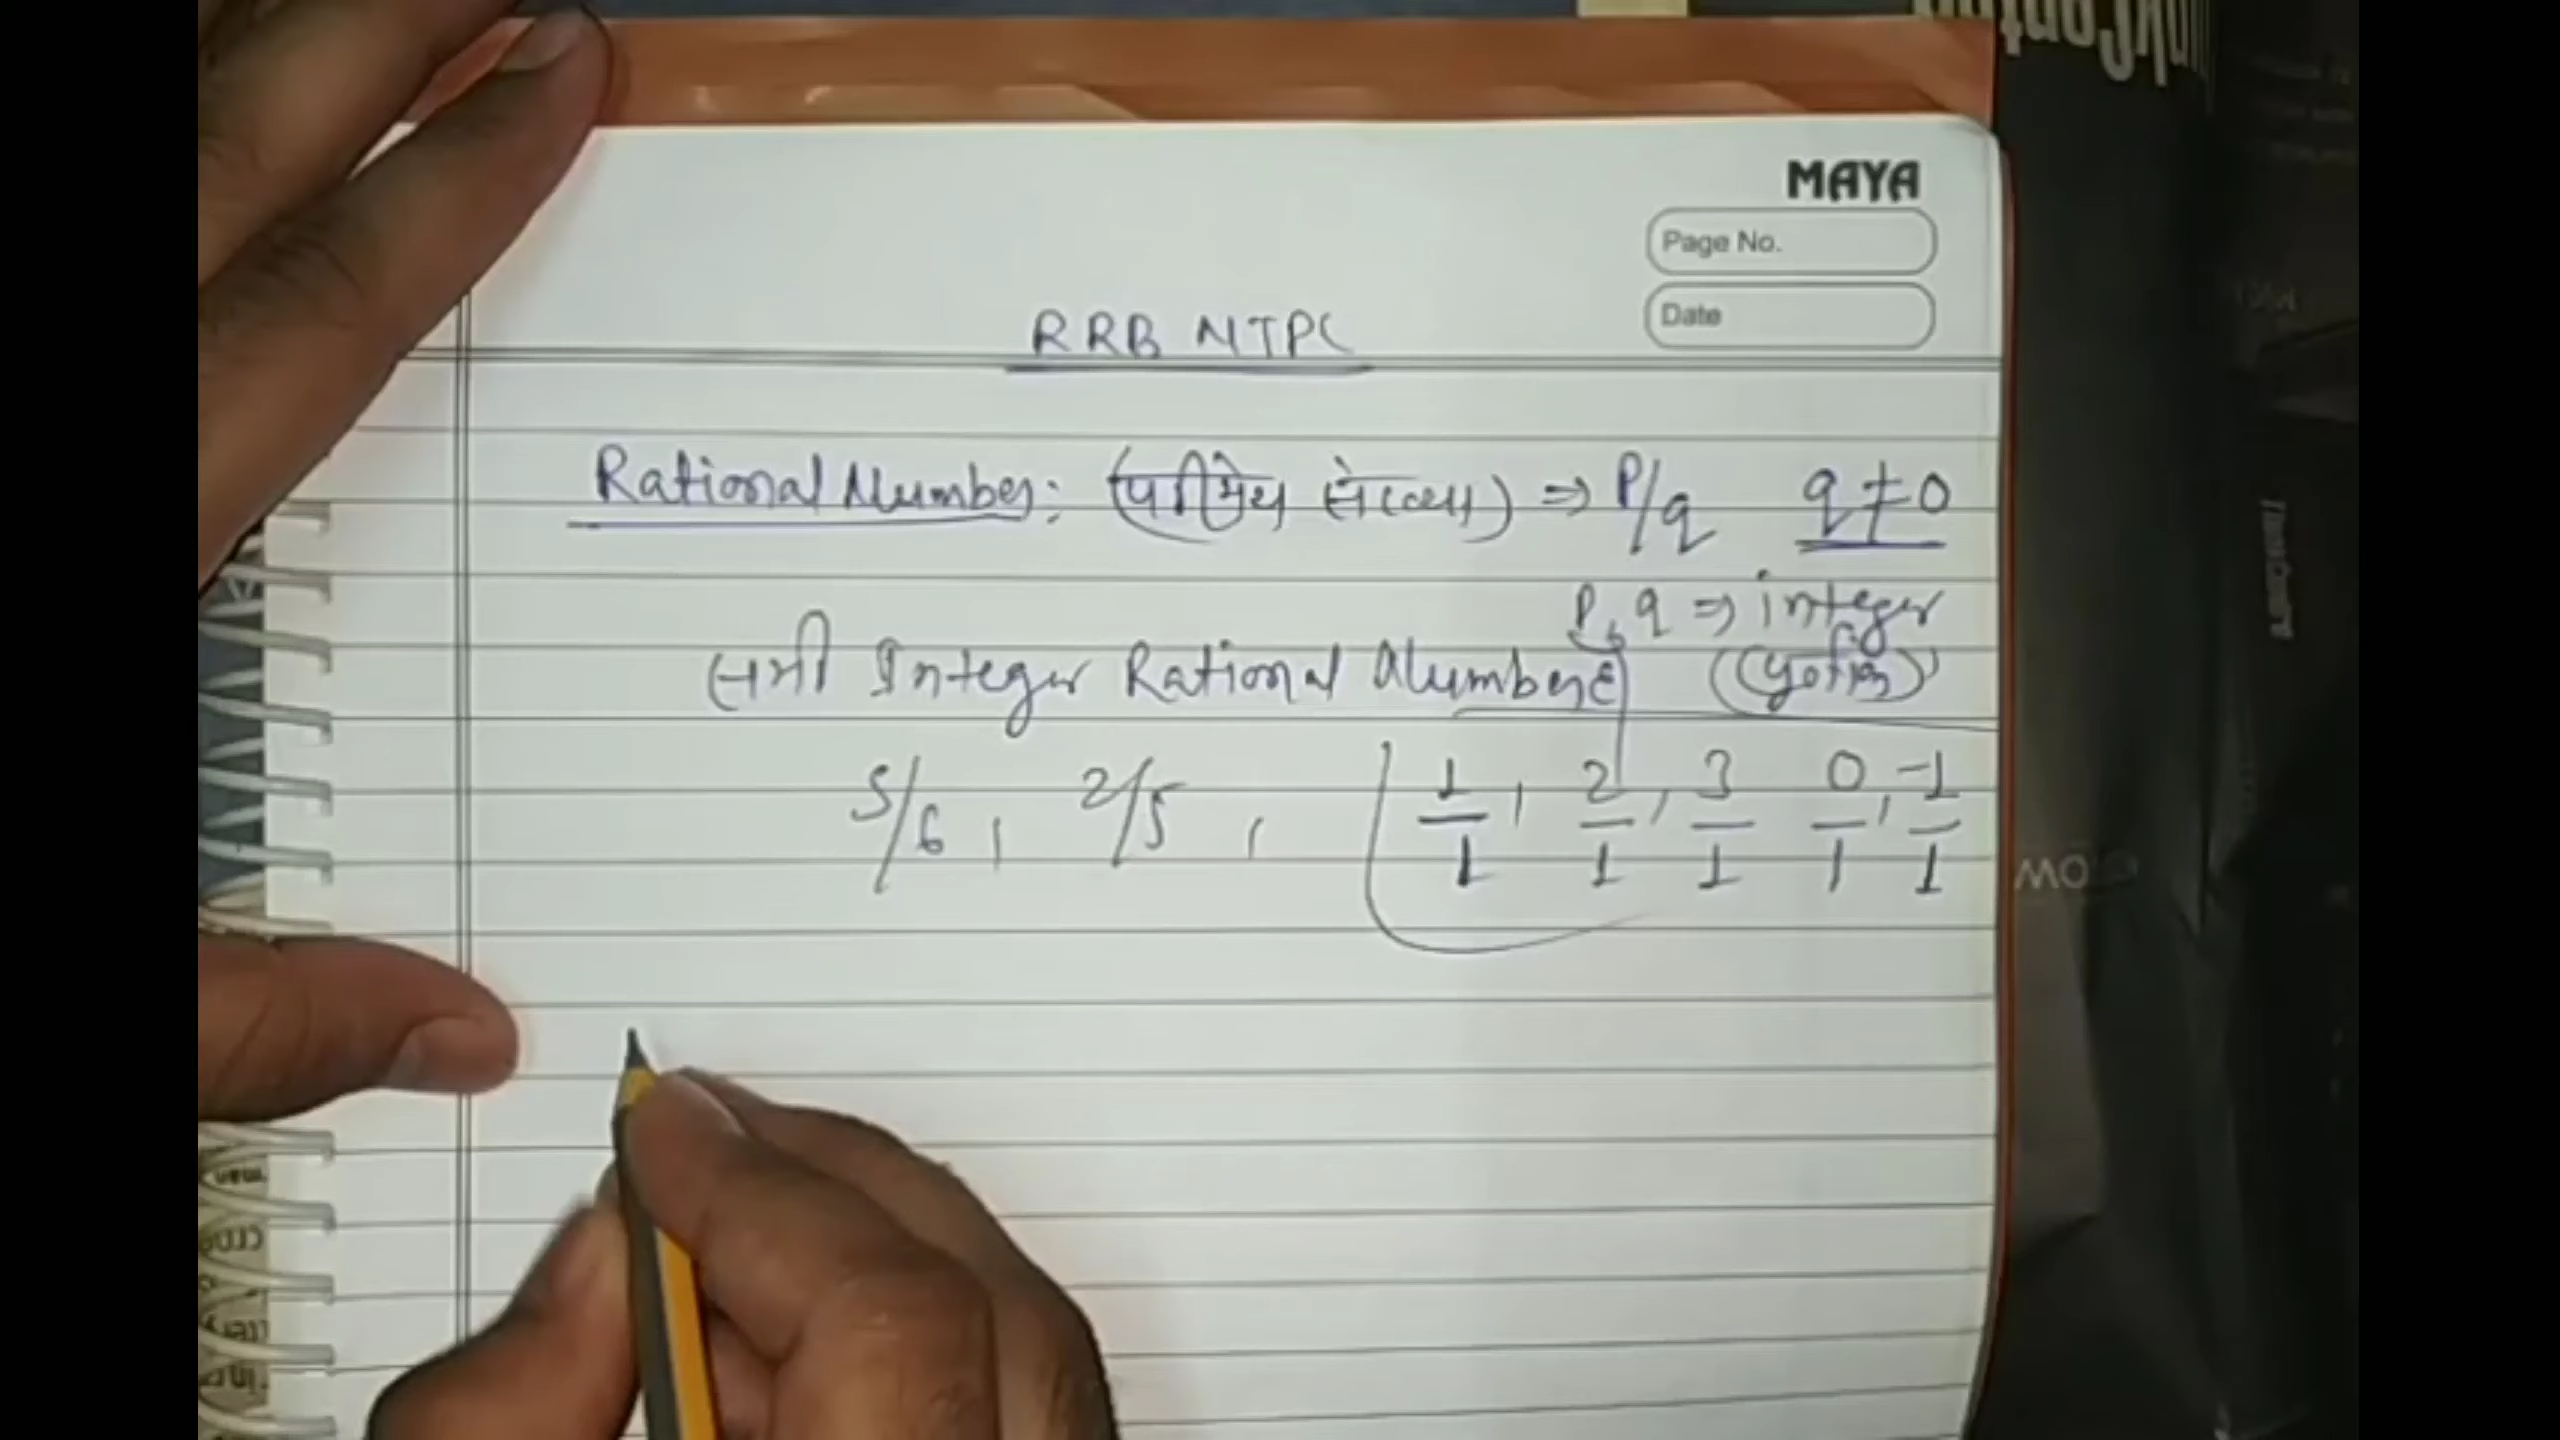 MAYA
Page No.
Date
RRB NTPC
Rational Number: (परिमेय संख्या) => P/q q ≠ 0
P, q => integer
(पूर्णांक)
सभी Integer Rational Number है
5/6, 2/5, 1/1, 2/1, 3/1 0/1, -1/1